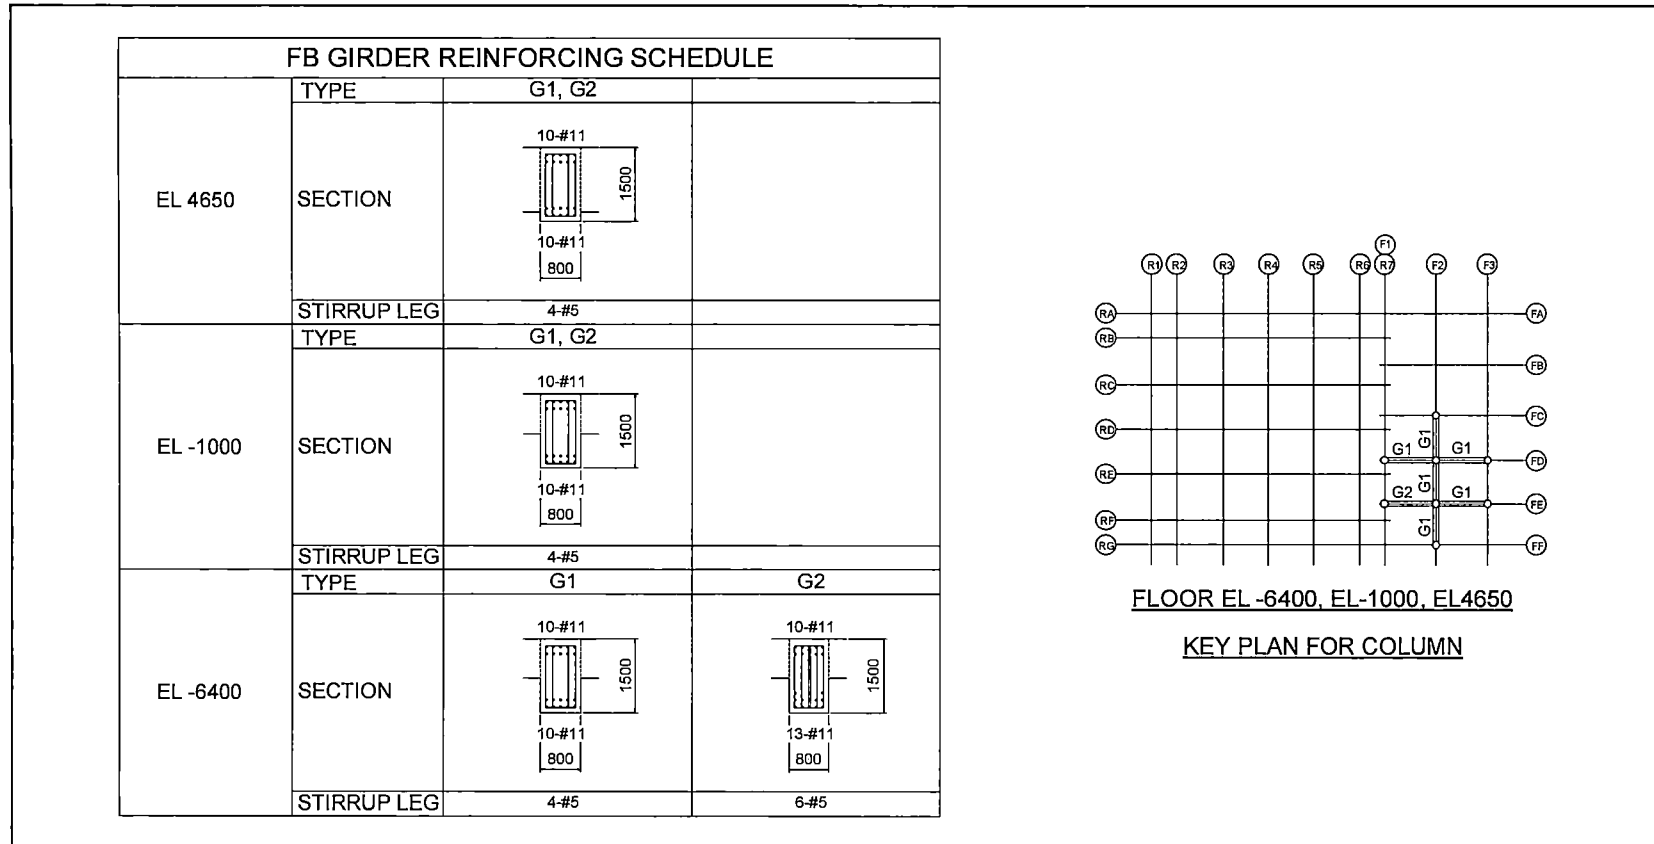 FB GIRDER REINFORCING SCHEDULE
EL 4650
TYPE
G1, G2
SECTION
10-#11
1500
10-#11
800
STIRRUP LEG
4-#5
EL -1000
TYPE
G1, G2
SECTION
10-#11
1500
10-#11
800
STIRRUP LEG
4-#5
EL -6400
TYPE
G1
G2
SECTION
10-#11
1500
10-#11
800
10-#11
1500
13-#11
800
STIRRUP LEG
4-#5
6-#5
F1
R1 R2 R3 R4 R5 R6 R7 F2 F3
RA FA
RB
FB
RC
FC
RD
G1
G1 G1
FD
RE
G1
G2 G1
FE
RF
G1
RG FF
FLOOR EL -6400, EL-1000, EL4650
KEY PLAN FOR COLUMN